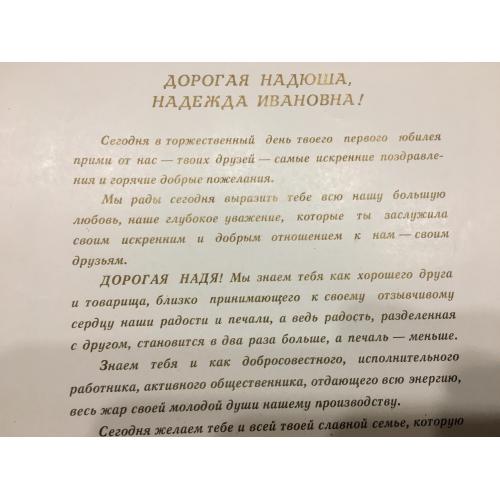 ДОРОГАЯ НАДЮША,
НАДЕЖДА ИВАНОВНА!
Сегодня в торжественный день твоего первого юбилея
прими от нас — твоих друзей — самые искренние поздравле-
ния и горячие добрые пожелания.
Мы рады сегодня выразить тебе всю нашу большую
любовь, наше глубокое уважение, которые ты заслужила
своим искренним и добрым отношением к нам — своим
друзьям.
ДОРОГАЯ НАДЯ! Мы знаем тебя как хорошего друга
и товарища, близко принимающего к своему отзывчивому
сердцу наши радости и печали, а ведь радость, разделенная
с другом, становится в два раза больше, а печаль — меньше.
Знаем тебя и как добросовестного, исполнительного
работника, активного общественника, отдающего всю энергию,
весь жар своей молодой души нашему производству.
Сегодня желаем тебе и всей твоей славной семье, которую